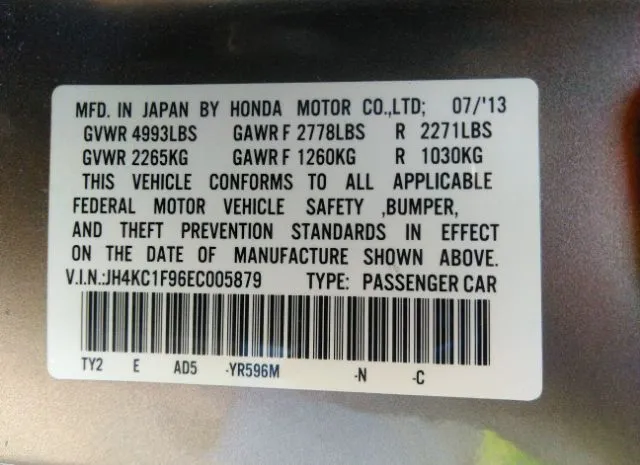 MFD. IN JAPAN BY HONDA MOTOR CO.,LTD; 07/'13
GVWR 4993LBS GAWR F 2778LBS R 2271LBS
GVWR 2265KG GAWR F 1260KG R 1030KG
THIS VEHICLE CONFORMS TO ALL APPLICABLE
FEDERAL MOTOR VEHICLE SAFETY ,BUMPER,
AND THEFT PREVENTION STANDARDS IN EFFECT
ON THE DATE OF MANUFACTURE SHOWN ABOVE.
V.I.N.:JH4KC1F96EC005879 TYPE: PASSENGER CAR
TY2 E AD5 -YR596M -N -C